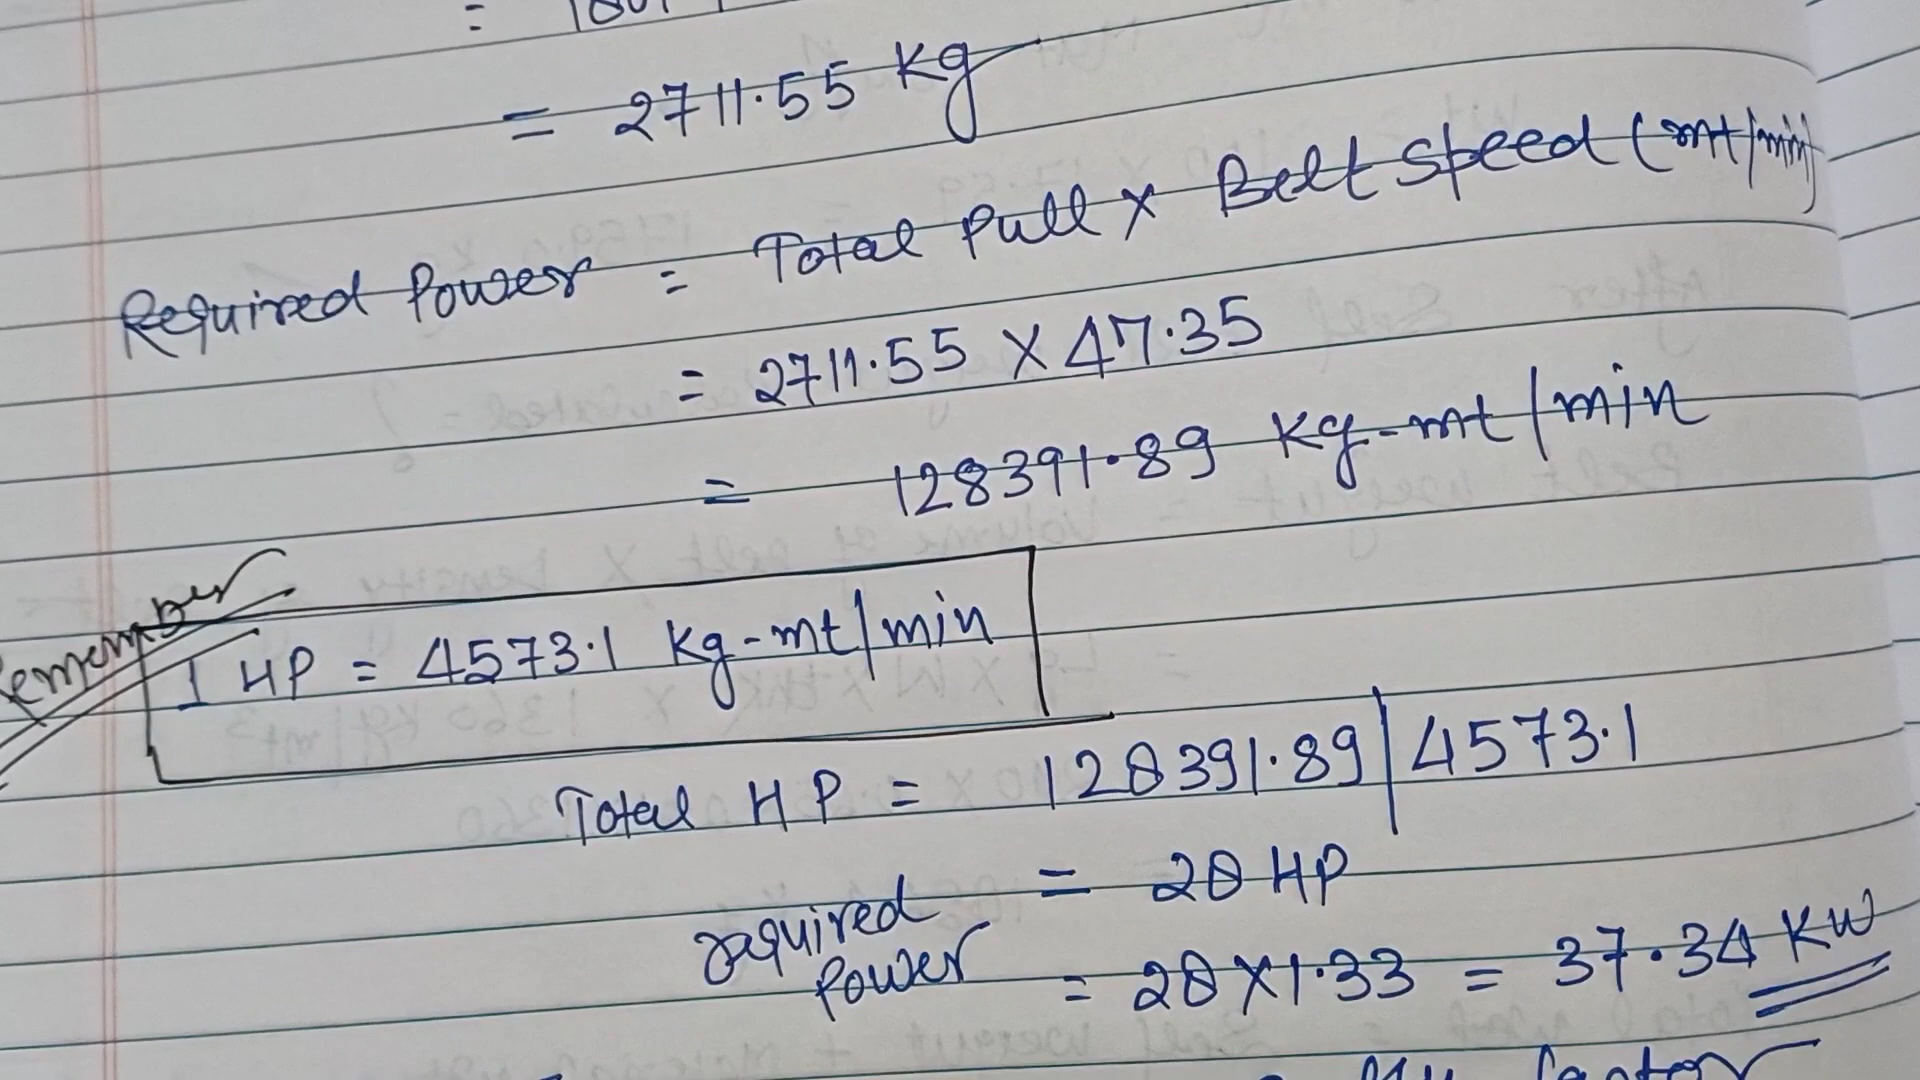 = 2711.55 Kg
Required Power = Total Pull x Belt Speed (mt/min)
= 2711.55 X 47.35
= 128391.89 Kg-mt/min
1 HP = 4573.1 Kg-mt/min
Total HP = 128391.89 / 4573.1
= 28 HP
required Power = 28 X 1.33 = 37.34 KW